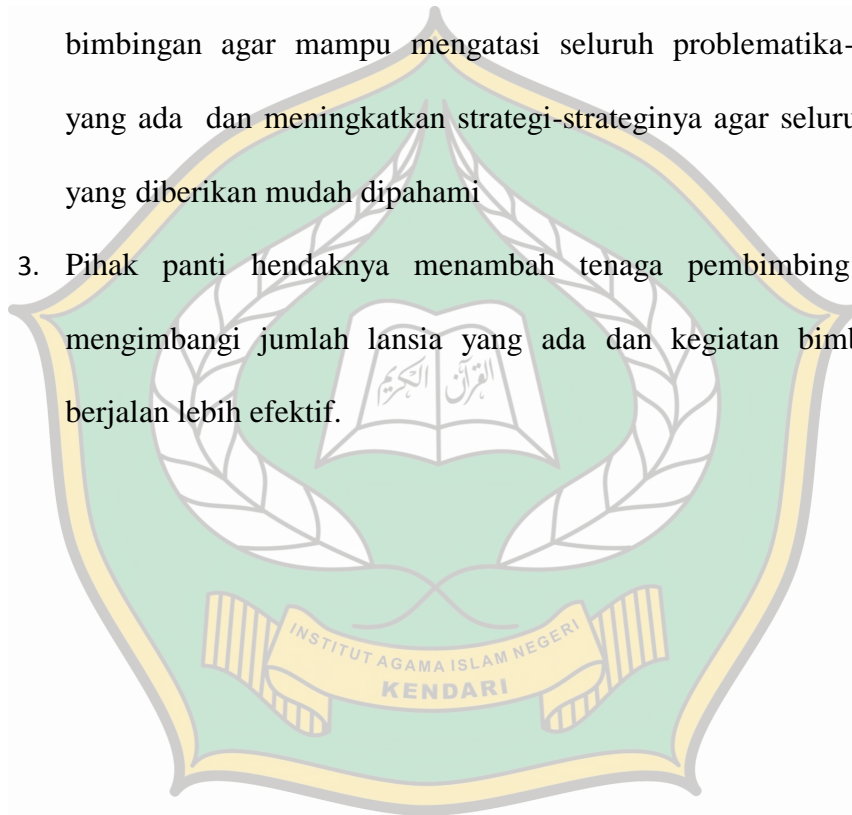 bimbingan agar mampu mengatasi seluruh problematika-
yang ada dan meningkatkan strategi-strateginya agar seluru
yang diberikan mudah dipahami
3. Pihak panti hendaknya menambah tenaga pembimbing
mengimbangi jumlah lansia yang ada dan kegiatan bimb
berjalan lebih efektif.
القرآن الكريم
INSTITUT AGAMA ISLAM NEGERI
KENDARI